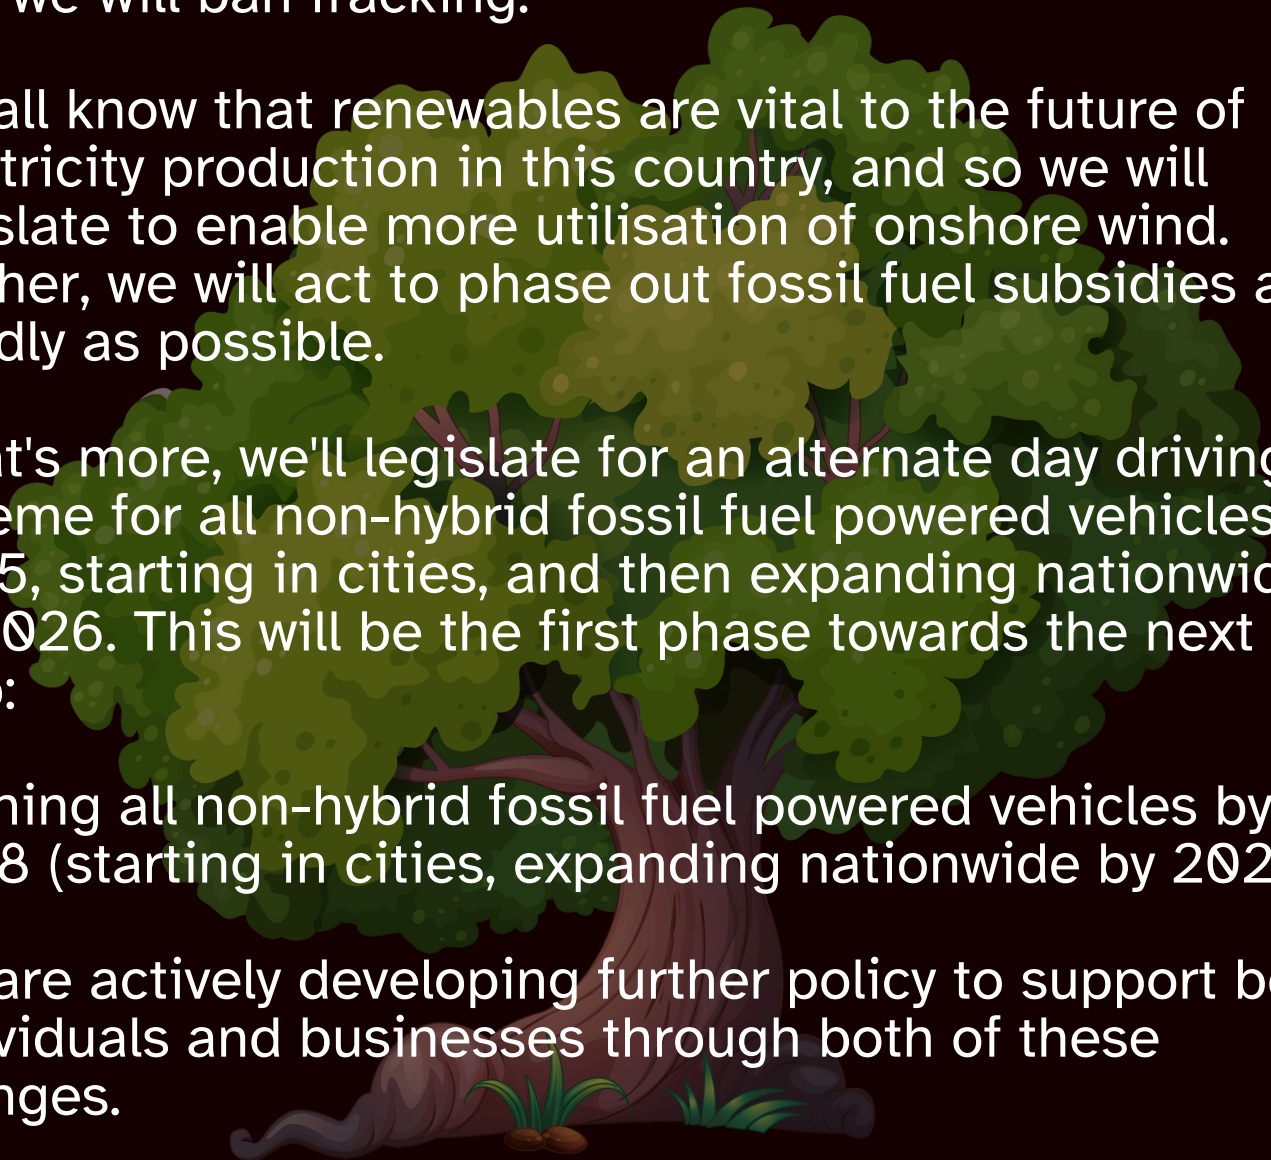 we will ban fracking.
all know that renewables are vital to the future of
tricity production in this country, and so we will
slate to enable more utilisation of onshore wind.
her, we will act to phase out fossil fuel subsidies a
dly as possible.
t's more, we'll legislate for an alternate day driving
eme for all non-hybrid fossil fuel powered vehicles
5, starting in cities, and then expanding nationwid
026. This will be the first phase towards the next
:
ning all non-hybrid fossil fuel powered vehicles by
8 (starting in cities, expanding nationwide by 202
are actively developing further policy to support b
viduals and businesses through both of these
nges.